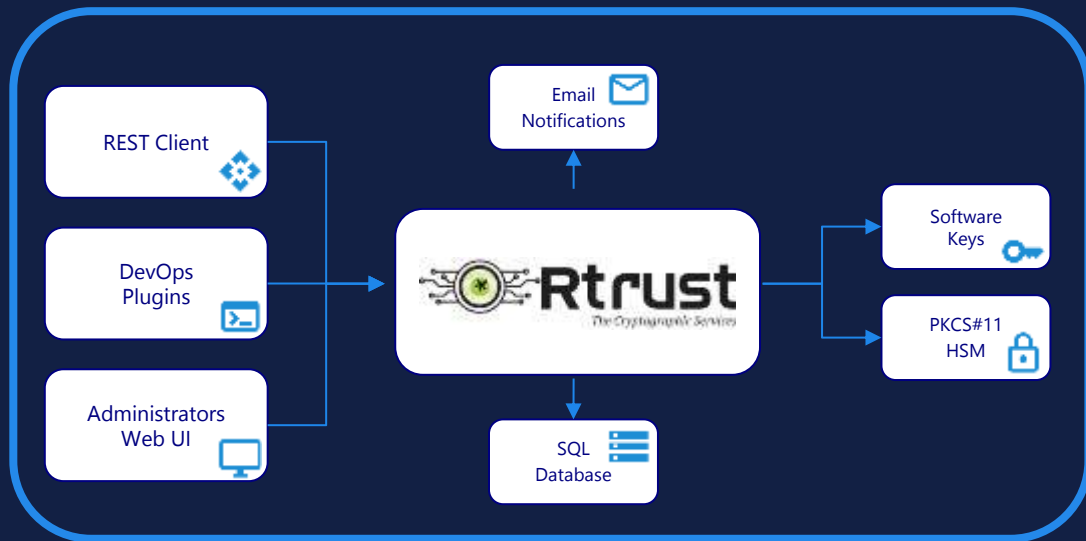 REST Client
DevOps
Plugins
Administrators
Web UI
Email
Notifications
Rtrust
The Cryptographic Services
SQL
Database
Software
Keys
PKCS#11
HSM